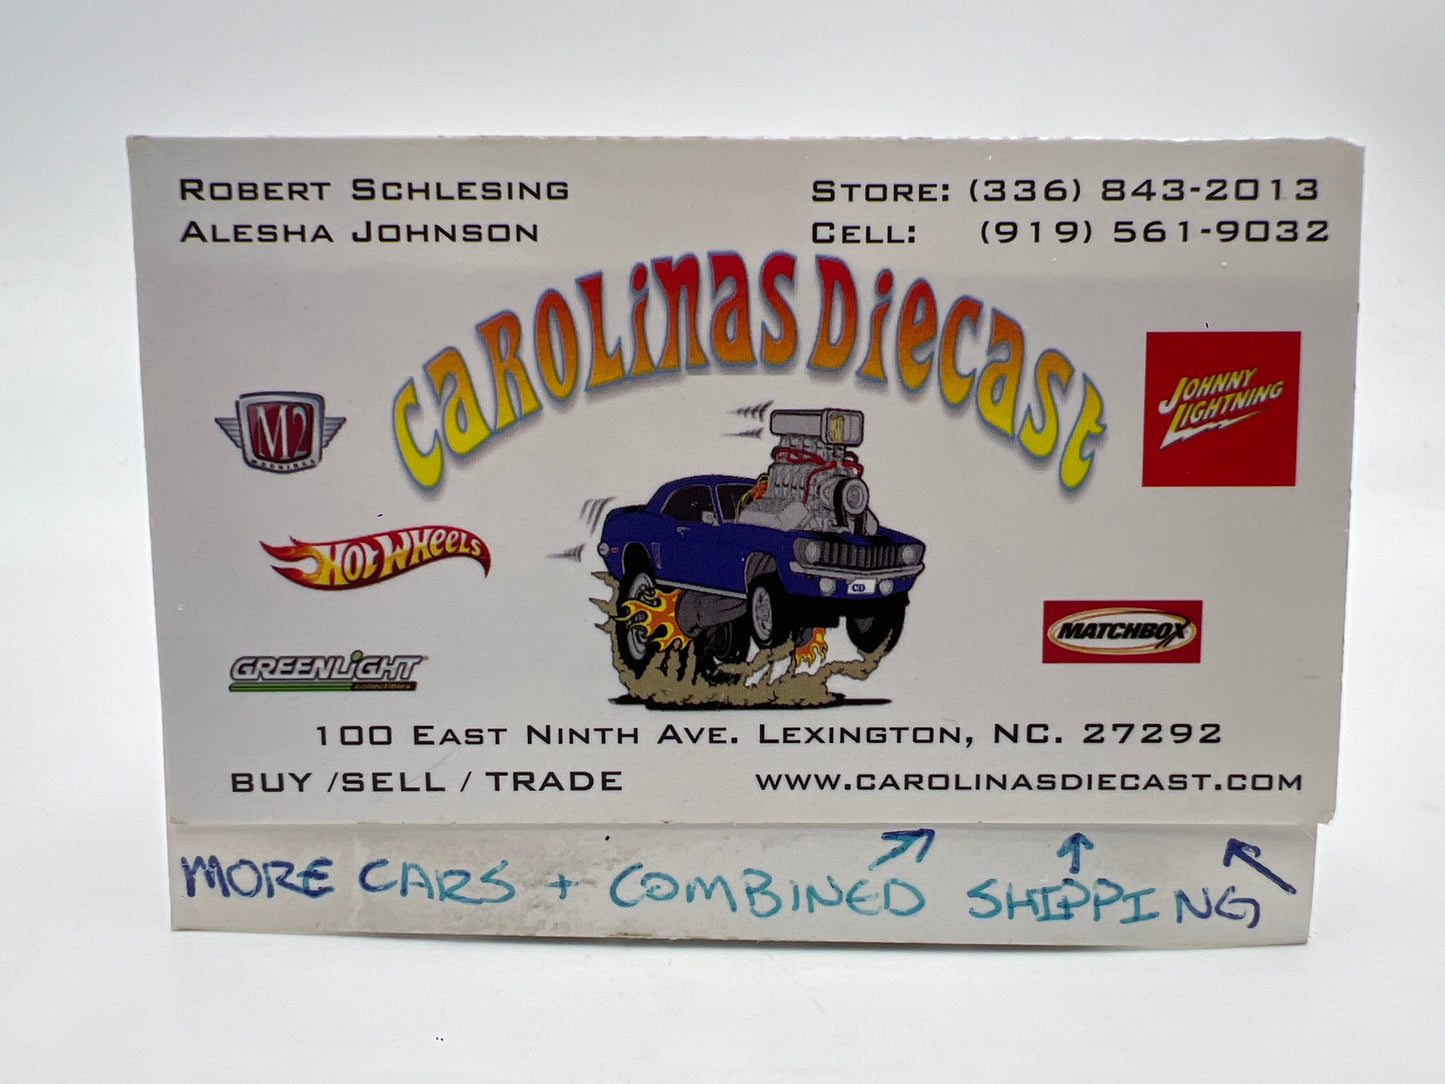 ROBERT SCHLESING
ALESHA JOHNSON
STORE: (336) 843-2013
CELL: (919) 561-9032
CAROLINAS DIECAST
M2
MACHINES
JOHNNY
LIGHTNING
HOT WHEELS
MATCHBOX
GREENLIGHT
collectibles
100 EAST NINTH AVE. LEXINGTON, NC. 27292
BUY /SELL / TRADE
WWW.CAROLINASDIECAST.COM
MORE CARS + COMBINED SHIPPING